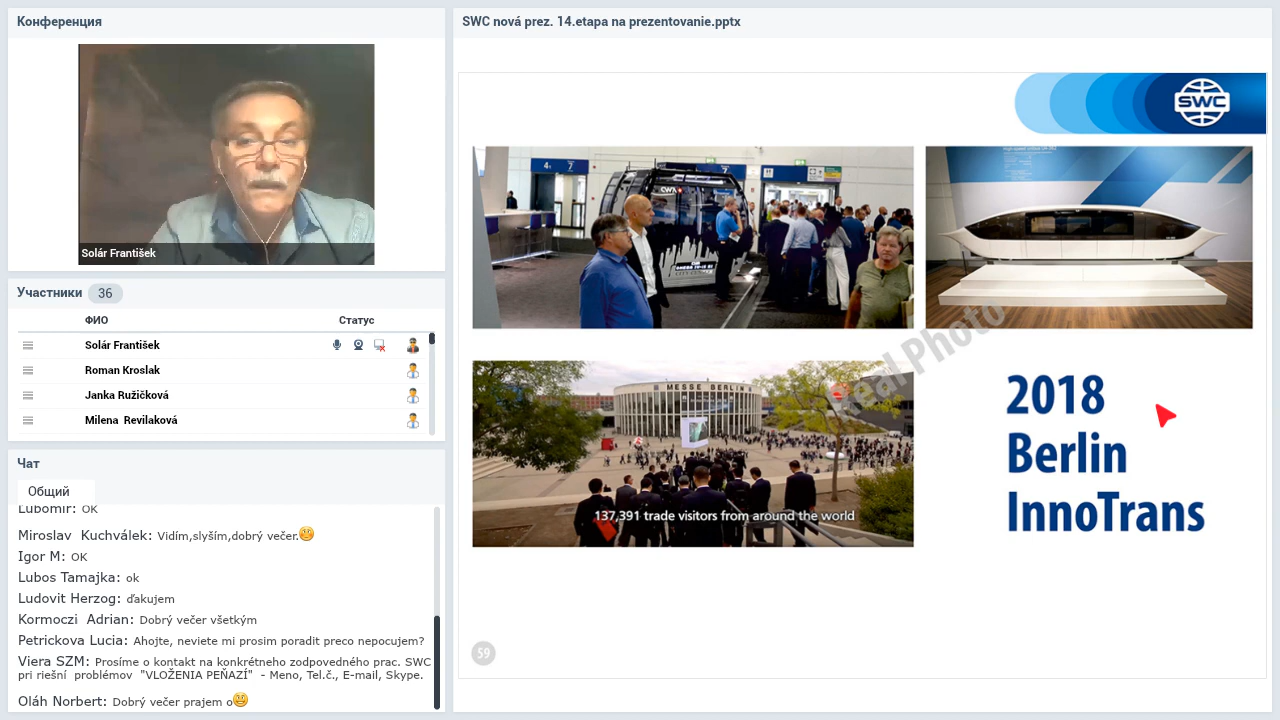 Конференция
Solár František
Участники 36
ФИО Статус
Solár František
Roman Kroslak
Janka Ružičková
Milena Revilaková
Чат
Общий
Lubomir: OK
Miroslav Kuchválek: Vidím,slyším,dobrý večer.
Igor M: OK
Lubos Tamajka: ok
Ludovit Herzog: ďakujem
Kormoczi Adrian: Dobrý večer všetkým
Petrickova Lucia: Ahojte, neviete mi prosim poradit preco nepocujem?
Viera SZM: Prosíme o kontakt na konkrétneho zodpovedného prac. SWC
pri riešní problémov "VLOŽENIA PEŇAZÍ" - Meno, Tel.č., E-mail, Skype.
Oláh Norbert: Dobrý večer prajem o
SWC nová prez. 14.etapa na prezentovanie.pptx
SWC
CWA
Real Photo
MESSE BERLIN
137,391 trade visitors from around the world
2018
Berlin
InnoTrans
59